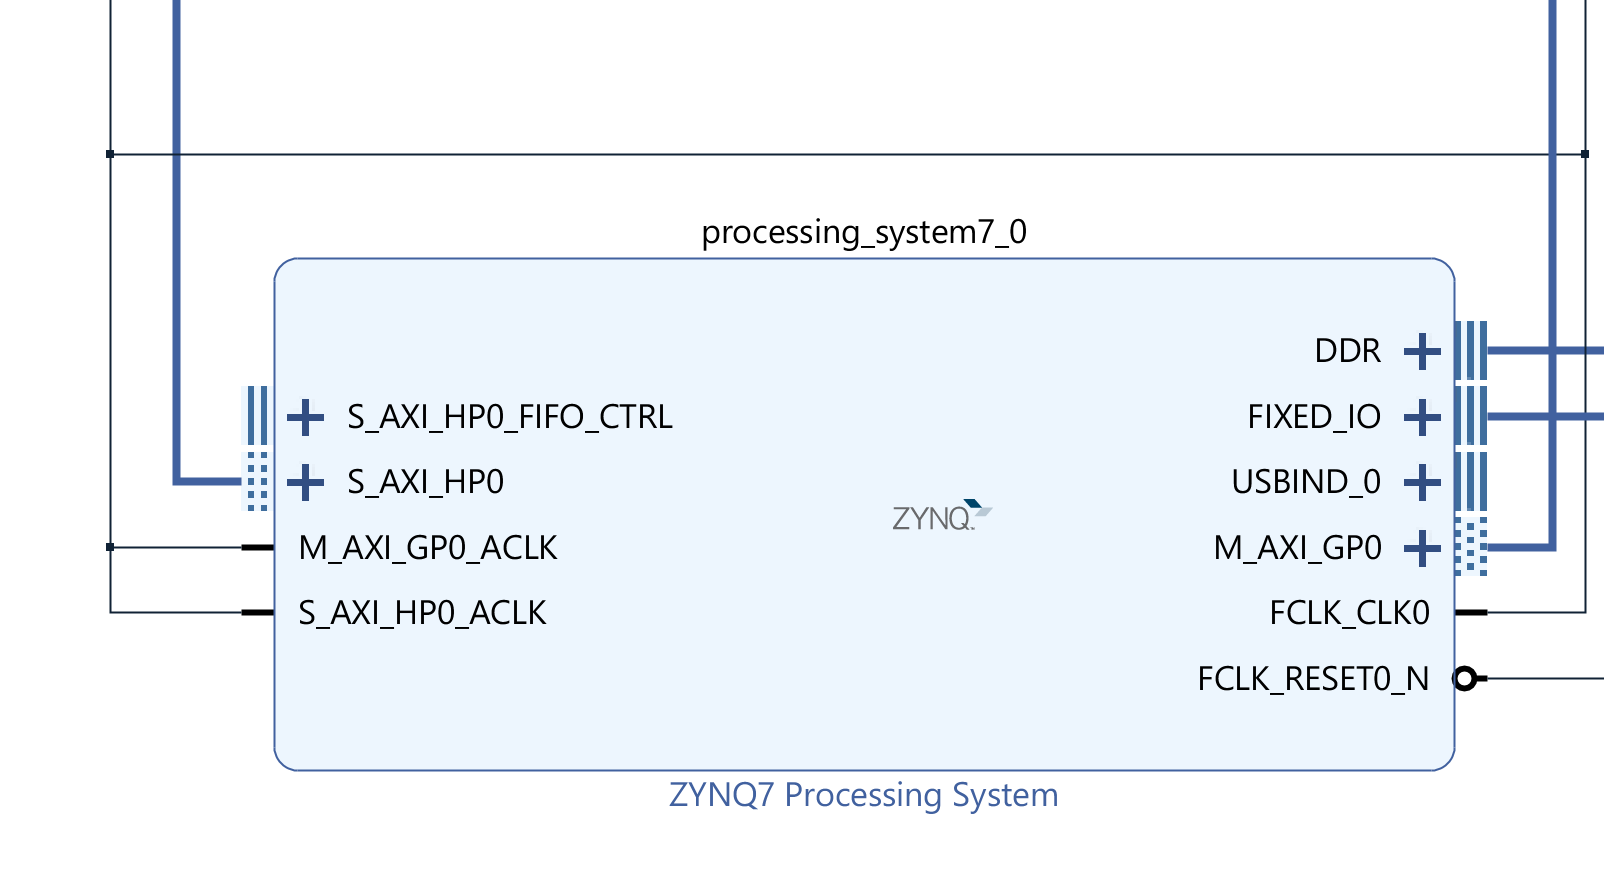 processing_system7_0
DDR
S_AXI_HP0_FIFO_CTRL
FIXED_IO
S_AXI_HP0
USBIND_0
ZYNQ
M_AXI_GP0_ACLK
M_AXI_GP0
S_AXI_HP0_ACLK
FCLK_CLK0
FCLK_RESET0_N
ZYNQ7 Processing System